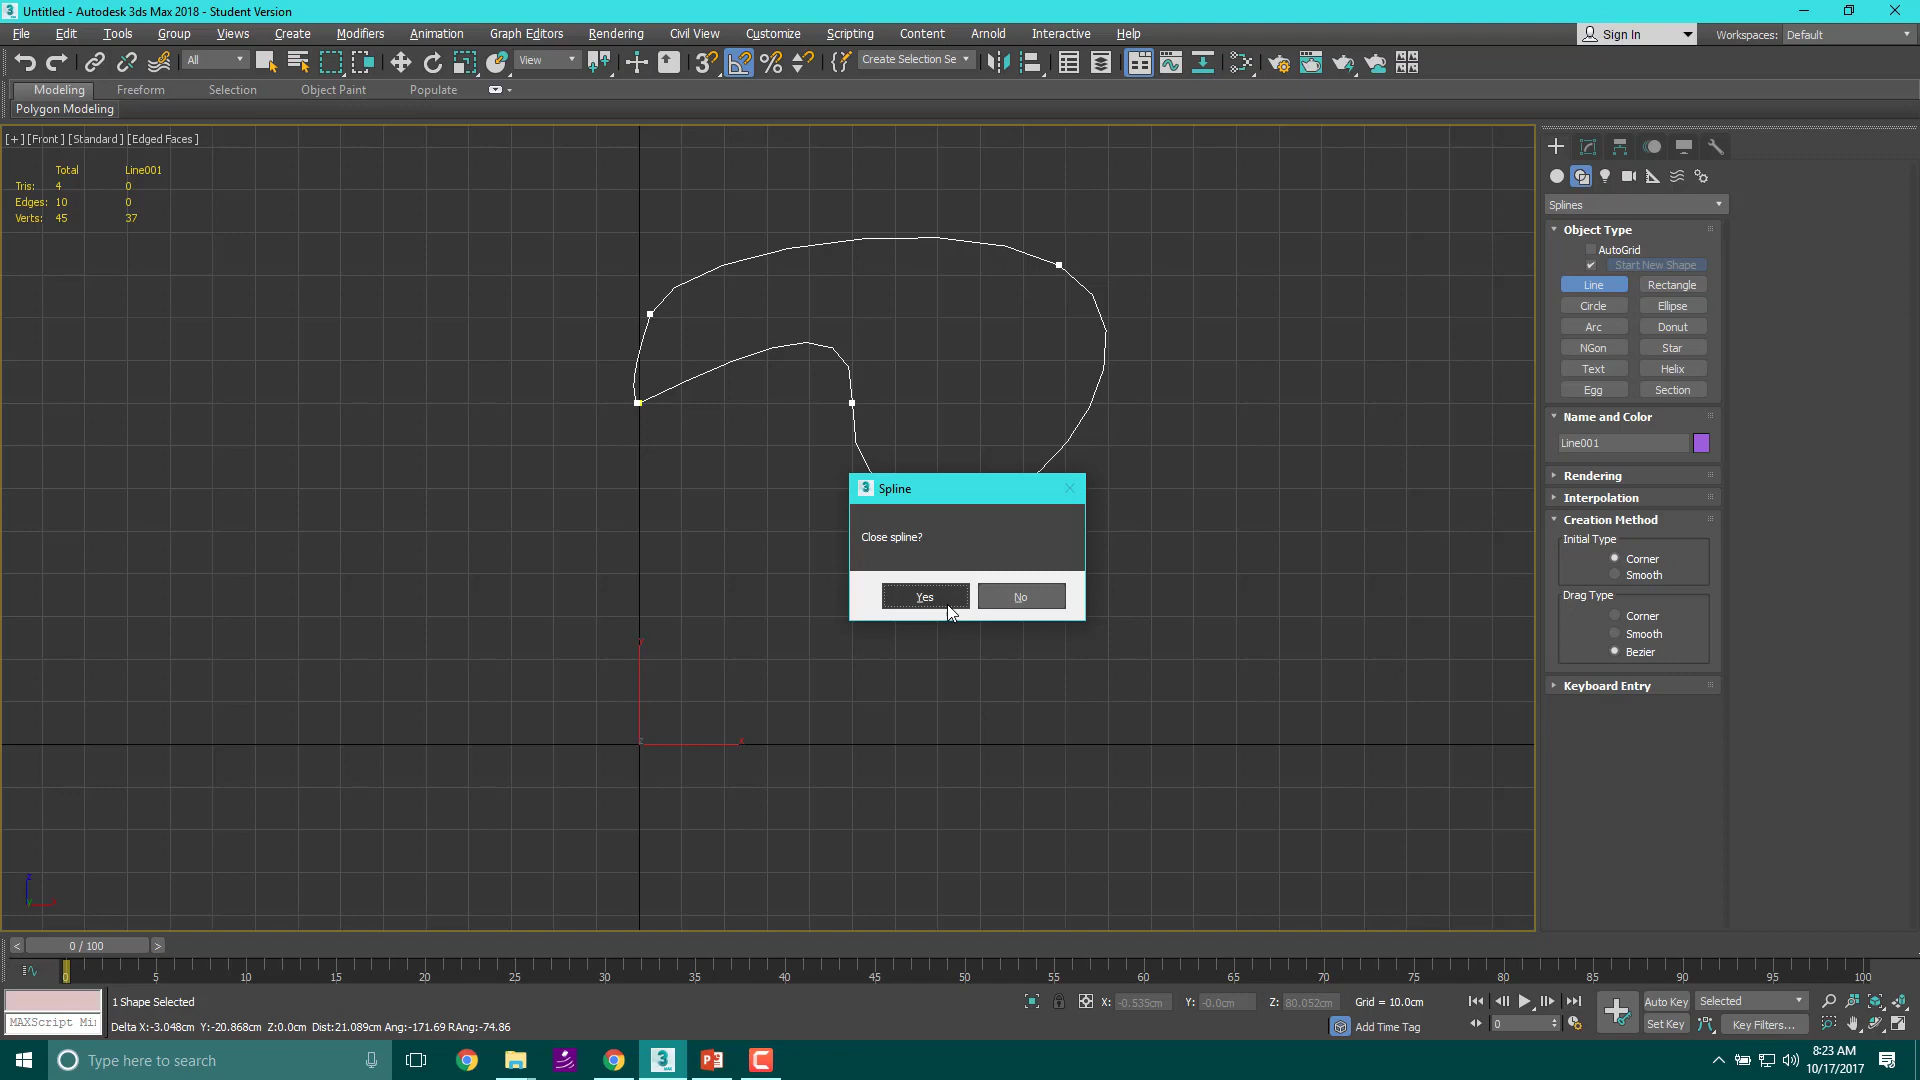 3 Untitled - Autodesk 3ds Max 2018 - Student Version
File Edit Tools Group Views Create Modifiers Animation Graph Editors Rendering Civil View Customize Scripting Content Arnold Interactive Help Sign In Workspaces: Default
All View Create Selection Se
Modeling Freeform Selection Object Paint Populate
Polygon Modeling
[+] [Front] [Standard] [Edged Faces]
Total Line001
Tris: 4 0
Edges: 10 0
Verts: 45 37
Splines
Object Type
AutoGrid
Start New Shape
Line Rectangle
Circle Ellipse
Arc Donut
NGon Star
Text Helix
Egg Section
Name and Color
Line001
Rendering
Interpolation
Creation Method
Initial Type
Corner
Smooth
Drag Type
Corner
Smooth
Bezier
Keyboard Entry
3 Spline
Close spline?
Yes No
x
z
< 0 / 100 >
0 5 10 15 20 25 30 35 40 45 50 55 60 65 70 75 80 85 90 95 100
1 Shape Selected X: -0.535cm Y: -0.0cm Z: 80.052cm Grid = 10.0cm Auto Key Selected
MAXScript Mi
Delta X:-3.048cm Y:-20.868cm Z:0.0cm Dist:21.089cm Ang:-171.69 RAng:-74.86 Add Time Tag 0 Set Key Key Filters...
Type here to search
8:23 AM
10/17/2017